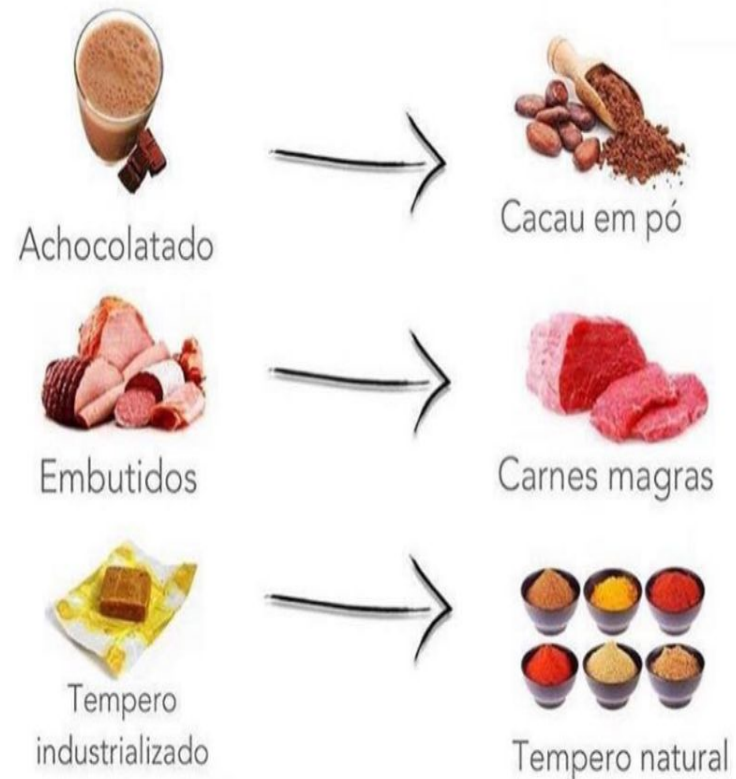 Achocolatado
Cacau em pó
Embutidos
Carnes magras
Tempero
industrializado
Tempero natural